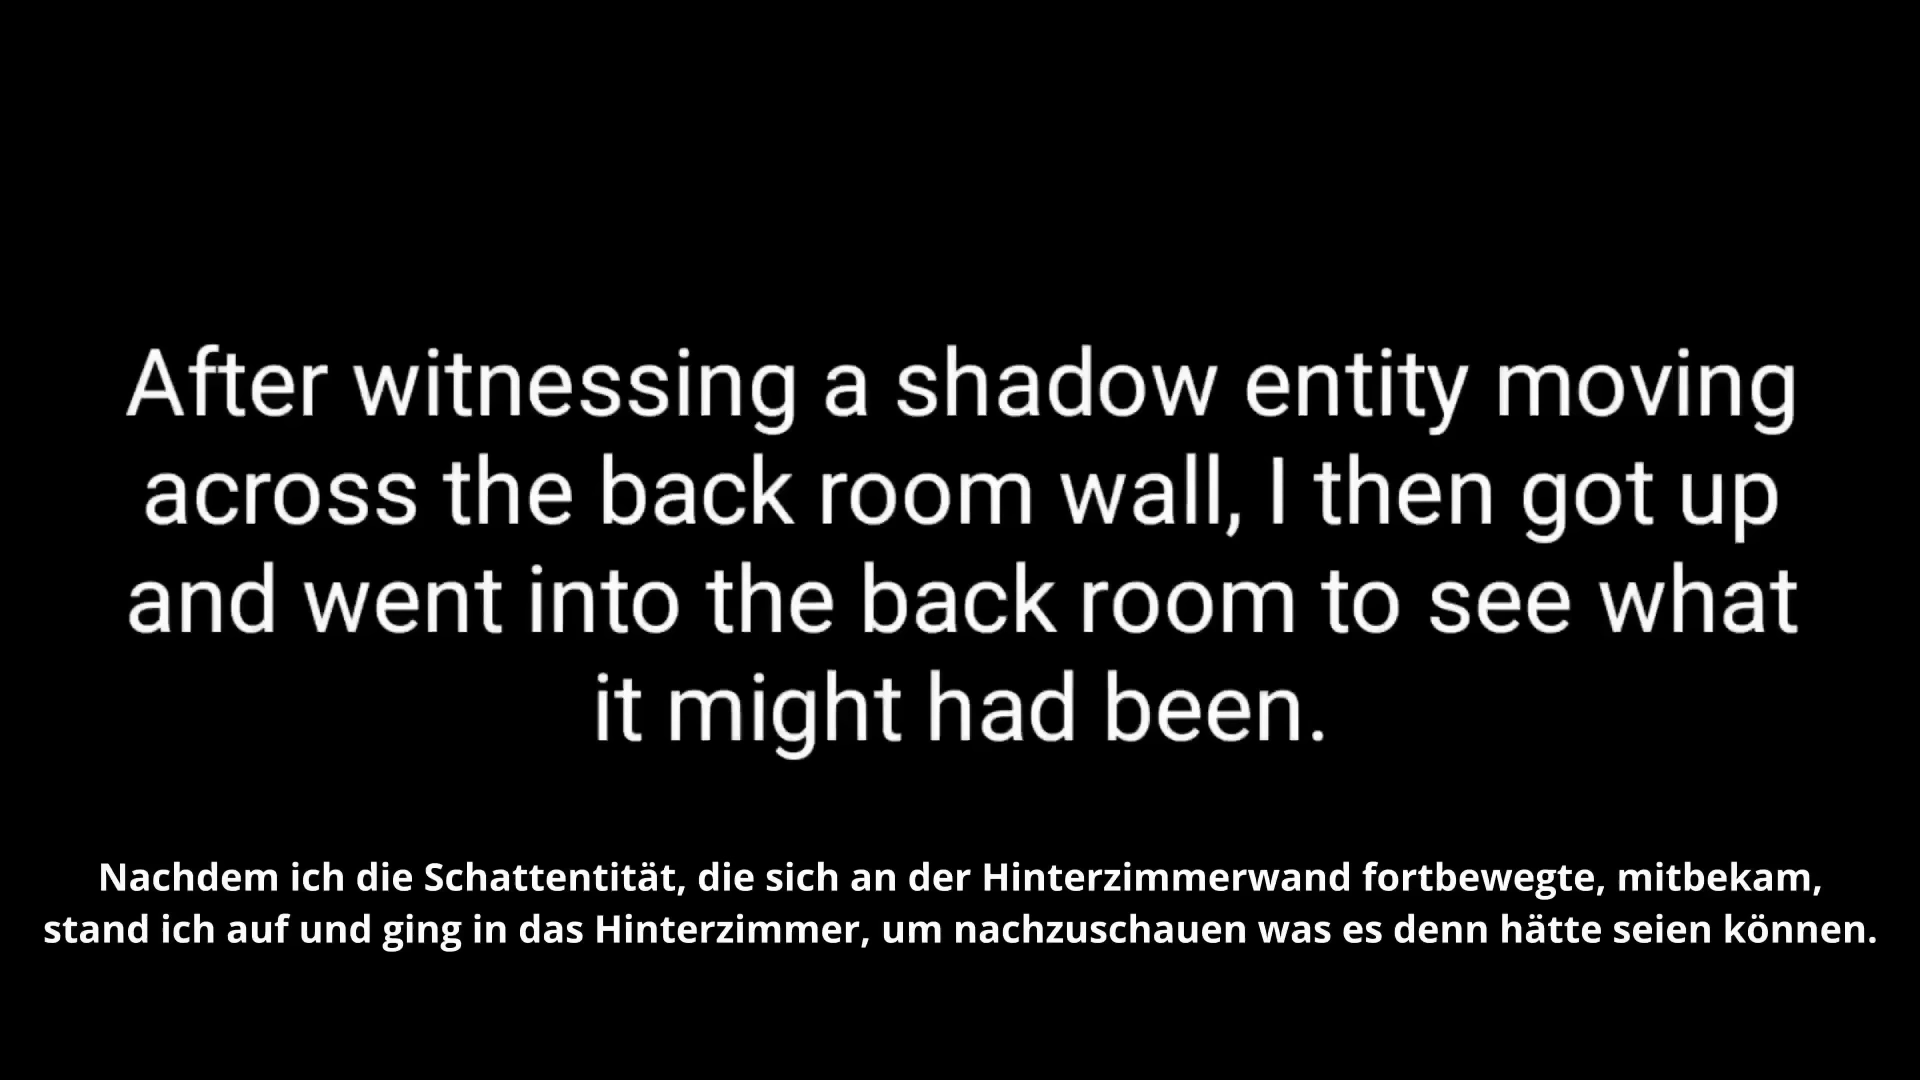 After witnessing a shadow entity moving
across the back room wall, I then got up
and went into the back room to see what
it might had been.
Nachdem ich die Schattentität, die sich an der Hinterzimmerwand fortbewegte, mitbekam,
stand ich auf und ging in das Hinterzimmer, um nachzuschauen was es denn hätte seien können.